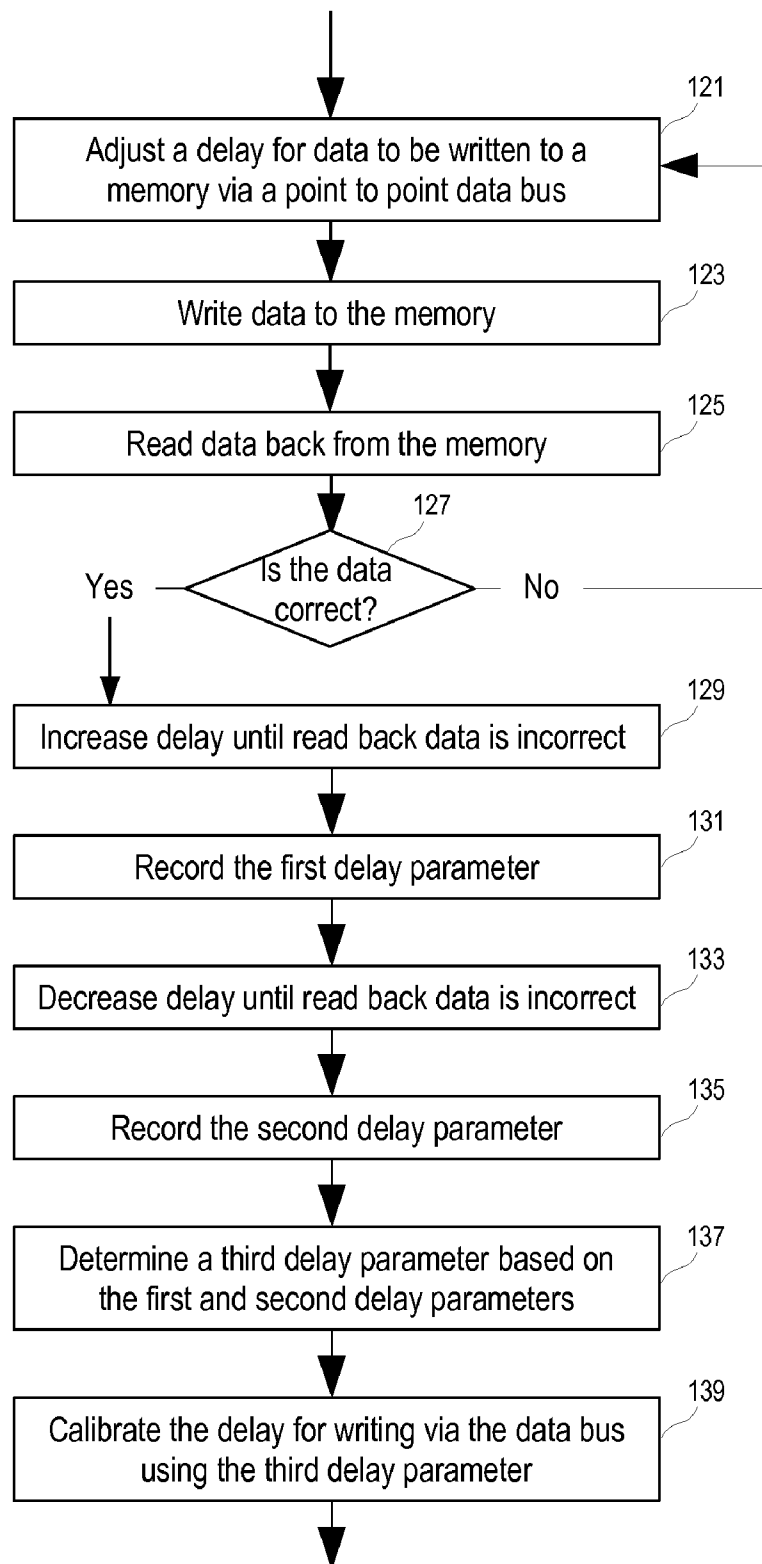 121
Adjust a delay for data to be written to a
memory via a point to point data bus
123
Write data to the memory
125
Read data back from the memory
127
Is the data
correct?
Yes
No
129
Increase delay until read back data is incorrect
131
Record the first delay parameter
133
Decrease delay until read back data is incorrect
135
Record the second delay parameter
137
Determine a third delay parameter based on
the first and second delay parameters
139
Calibrate the delay for writing via the data bus
using the third delay parameter